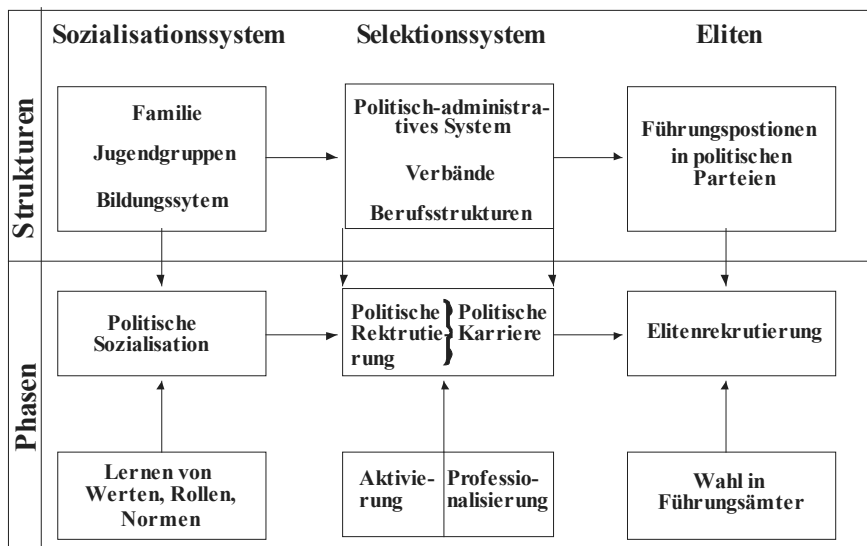 Sozialisationssystem
Selektionssystem
Eliten
Strukturen
Familie
Jugendgruppen
Bildungssytem
Politisch-administra-
tives System
Verbände
Berufsstrukturen
Führungspostionen
in politischen
Parteien
Phasen
Politische
Sozialisation
Politische
Rektrutie-
rung
Politische
Karriere
Elitenrekrutierung
Lernen von
Werten, Rollen,
Normen
Aktivie-
rung
Professio-
nalisierung
Wahl in
Führungsämter